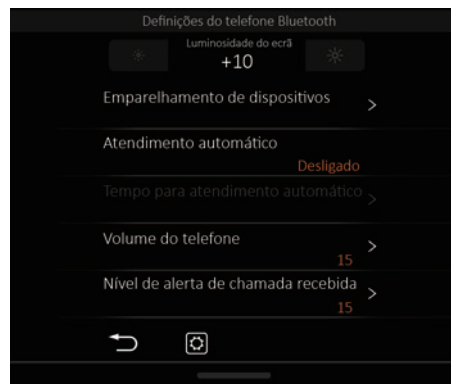 Definições do telefone Bluetooth
Luminosidade do ecrã
+10
Emparelhamento de dispositivos
Atendimento automático
Desligado
Tempo para atendimento automático
Volume do telefone
15
Nível de alerta de chamada recebida
15